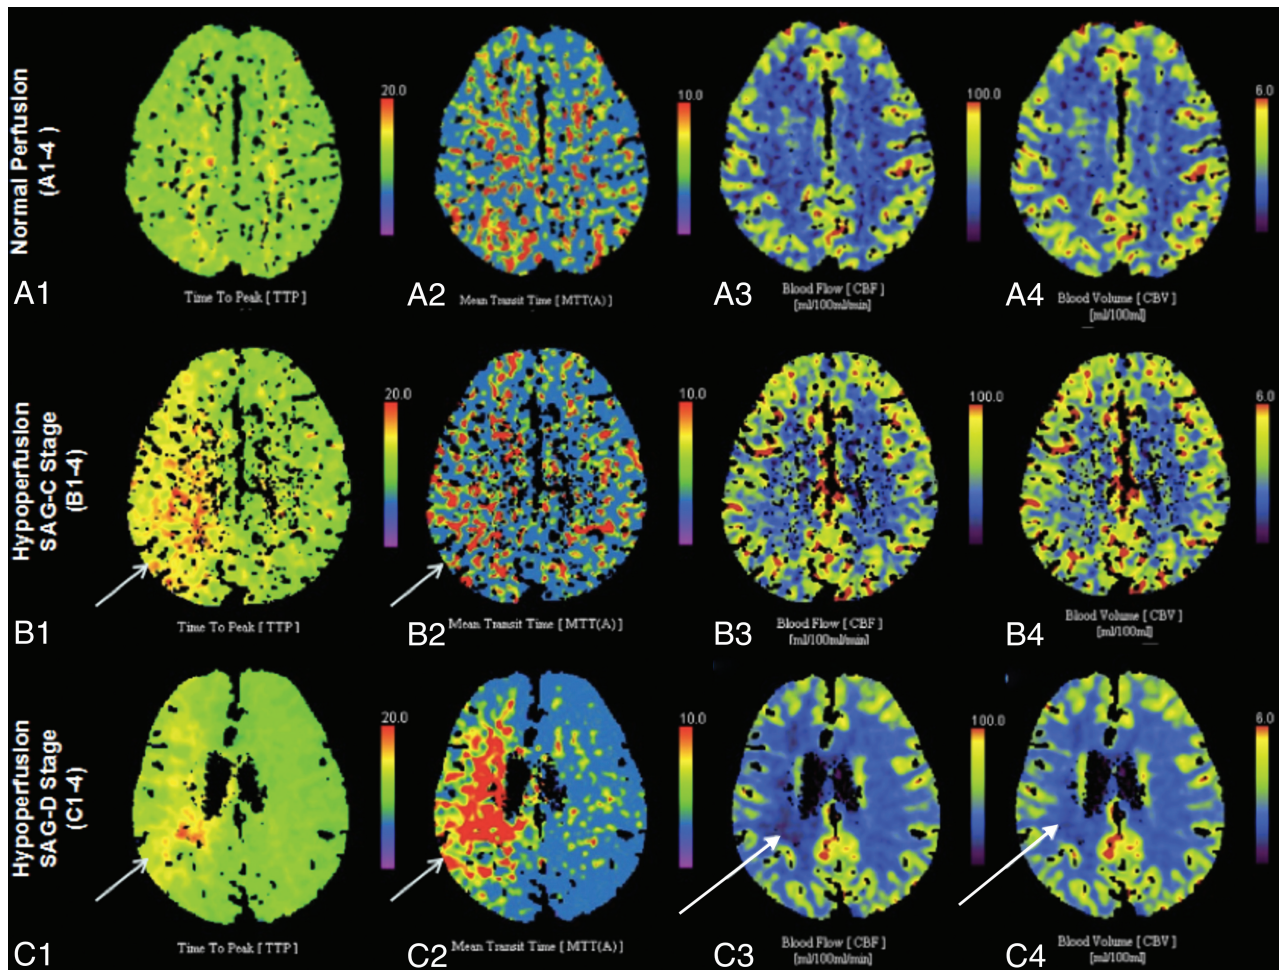 Normal Perfusion
(A1-4 )
20.0
10.0
100.0
6.0
A1
Time To Peak [ TTP ]
A2
Mean Transit Time [ MTT(A) ]
A3
Blood Flow [ CBF ]
[ml/100ml/min]
A4
Blood Volume [ CBV ]
[ml/100ml]
Hypoperfusion
SAG-C Stage
(B1-4)
20.0
10.0
100.0
6.0
B1
Time To Peak [ TTP ]
B2
Mean Transit Time [ MTT(A) ]
B3
Blood Flow [ CBF ]
[ml/100ml/min]
B4
Blood Volume [ CBV ]
[ml/100ml]
Hypoperfusion
SAG-D Stage
(C1-4)
20.0
10.0
100.0
6.0
C1
Time To Peak [ TTP ]
C2
Mean Transit Time [ MTT(A) ]
C3
Blood Flow [ CBF ]
[ml/100ml/min]
C4
Blood Volume [ CBV ]
[ml/100ml]